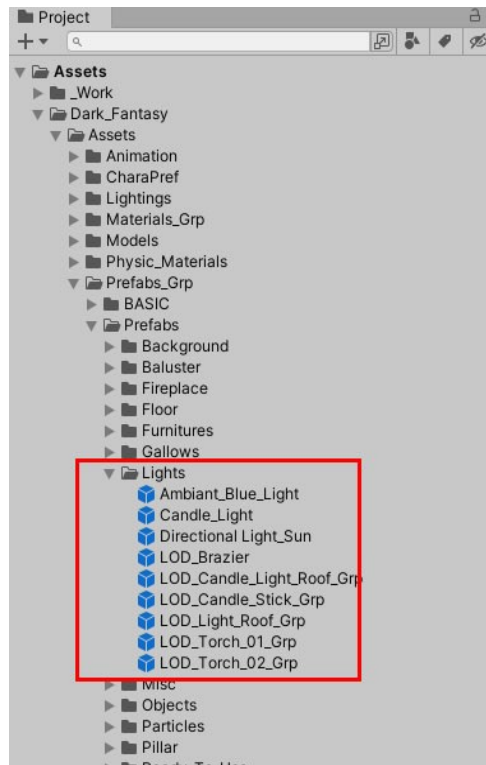 Project
Assets
_Work
Dark_Fantasy
Assets
Animation
CharaPref
Lightings
Materials_Grp
Models
Physic_Materials
Prefabs_Grp
BASIC
Prefabs
Background
Baluster
Fireplace
Floor
Furnitures
Gallows
Lights
Ambiant_Blue_Light
Candle_Light
Directional Light_Sun
LOD_Brazier
LOD_Candle_Light_Roof_Grp
LOD_Candle_Stick_Grp
LOD_Light_Roof_Grp
LOD_Torch_01_Grp
LOD_Torch_02_Grp
Misc
Objects
Particles
Pillar